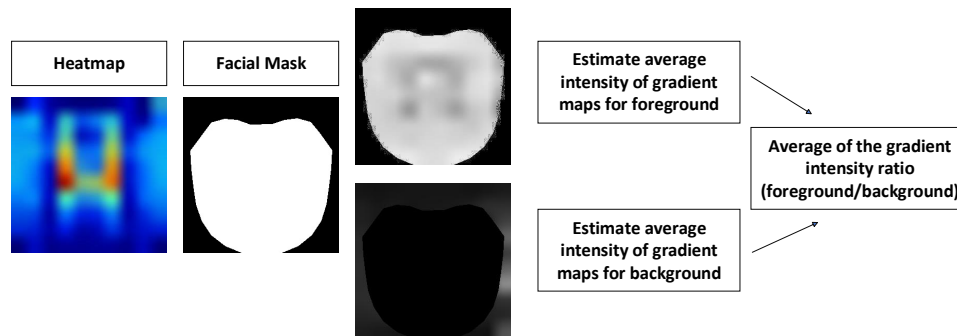 Heatmap
Facial Mask
Estimate average
intensity of gradient
maps for foreground
Average of the gradient
intensity ratio
(foreground/background)
Estimate average
intensity of gradient
maps for background